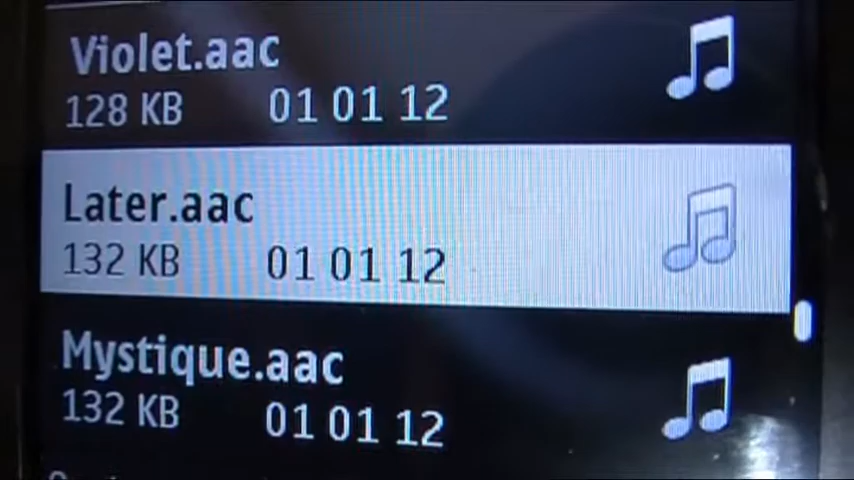 Violet.aac
128 KB 01 01 12
Later.aac
132 KB 01 01 12
Mystique.aac
132 KB 01 01 12